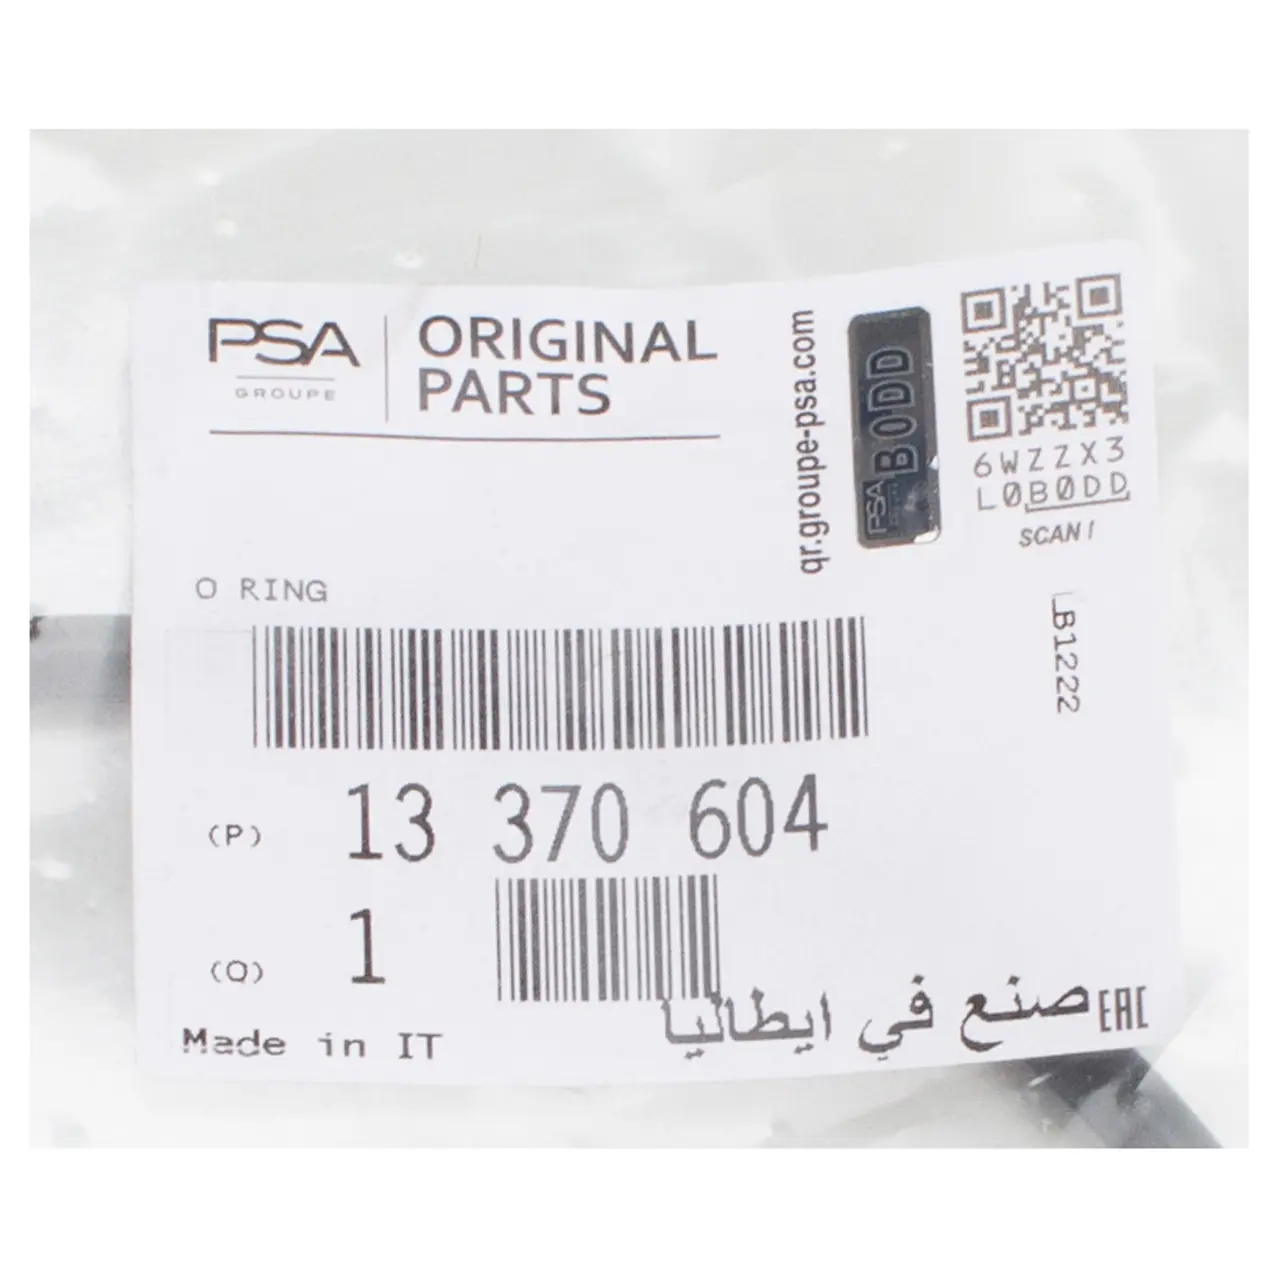 PSA
GROUPE
ORIGINAL
PARTS
qr.groupe-psa.com
PSA
B0DD
6WZZX3
L0B0DD
SCAN !
O RING
LB1222
(P) 13 370 604
(Q) 1
Made in IT
صنع في ايطاليا
EAC